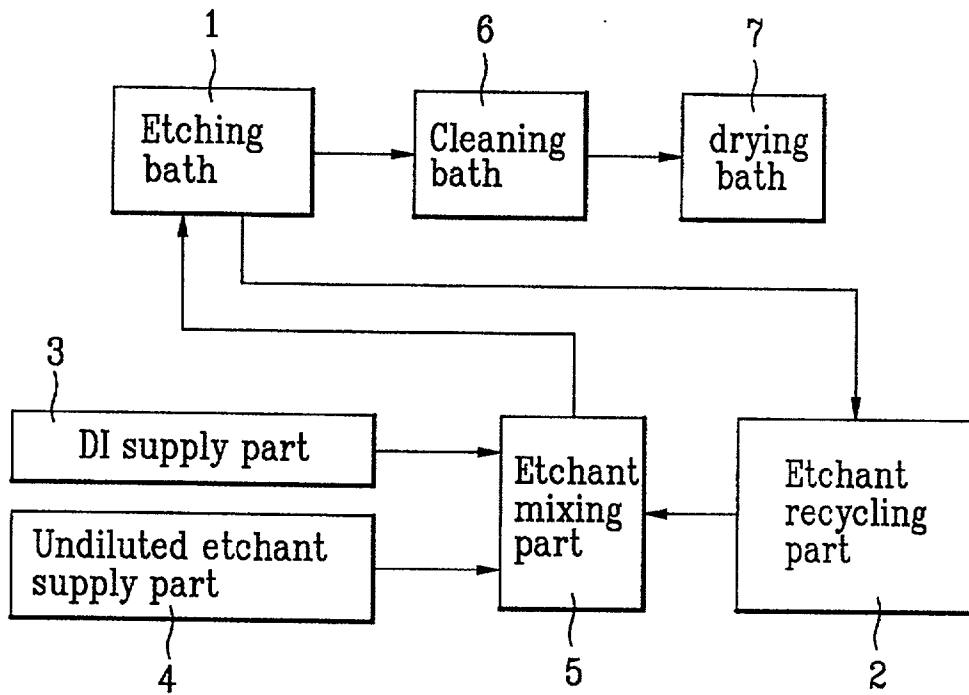 1
6
7
Etching
bath
Cleaning
bath
drying
bath
3
DI supply part
Undiluted etchant
supply part
4
Etchant
mixing
part
5
Etchant
recycling
part
2